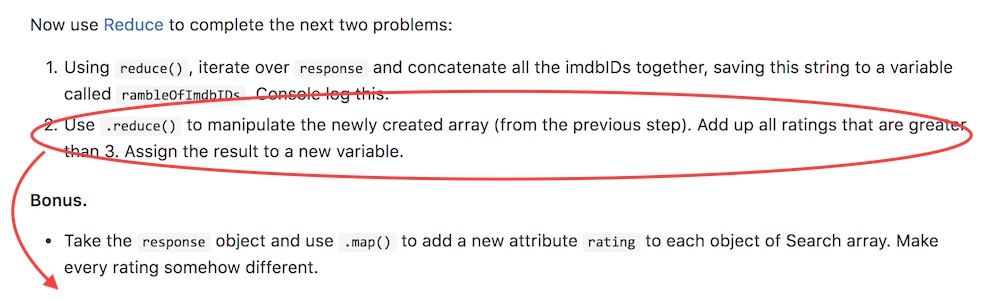 Now use Reduce to complete the next two problems:
1. Using reduce(), iterate over response and concatenate all the imdbIDs together, saving this string to a variable
called rambleOfImdbIDs. Console log this.
2. Use .reduce() to manipulate the newly created array (from the previous step). Add up all ratings that are greater
than 3. Assign the result to a new variable.
Bonus.
• Take the response object and use .map() to add a new attribute rating to each object of Search array. Make
every rating somehow different.